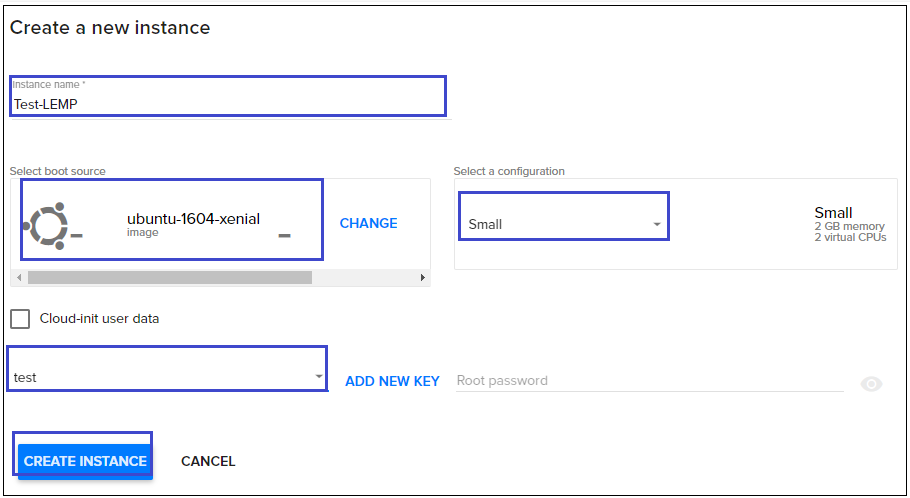 Create a new instance
Instance name *
Test-LEMP
Select boot source
Select a configuration
ubuntu-1604-xenial
image
CHANGE
Small
Small
2 GB memory
2 virtual CPUs
Cloud-init user data
test
ADD NEW KEY
Root password
CREATE INSTANCE
CANCEL